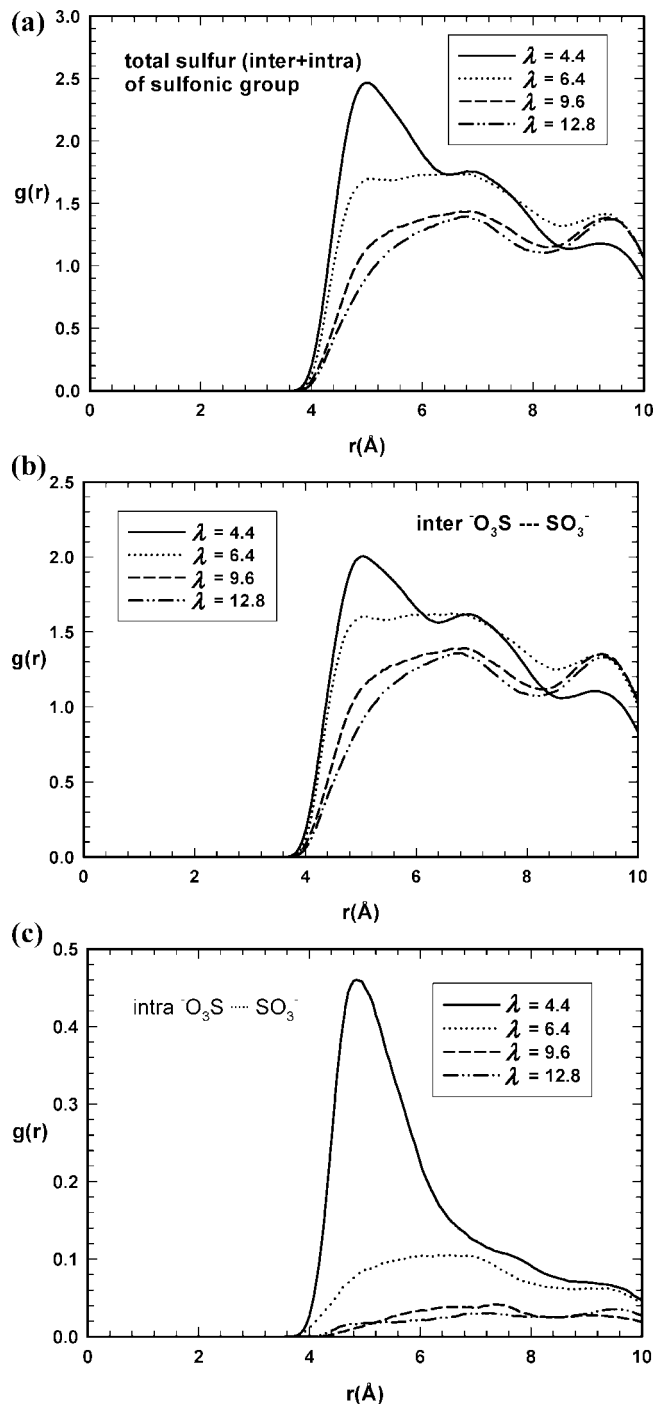 (a)
3.0
2.5
2.0
1.5
1.0
0.5
0.0
g(r)
total sulfur (inter+intra)
of sulfonic group
λ = 4.4
λ = 6.4
λ = 9.6
λ = 12.8
0 2 4 6 8 10
r(Å)
(b)
2.5
2.0
1.5
1.0
0.5
0.0
g(r)
λ = 4.4
λ = 6.4
λ = 9.6
λ = 12.8
inter ⁻O₃S --- SO₃⁻
0 2 4 6 8 10
r(Å)
(c)
0.5
0.4
0.3
0.2
0.1
0.0
g(r)
intra ⁻O₃S ····· SO₃⁻
λ = 4.4
λ = 6.4
λ = 9.6
λ = 12.8
0 2 4 6 8 10
r(Å)